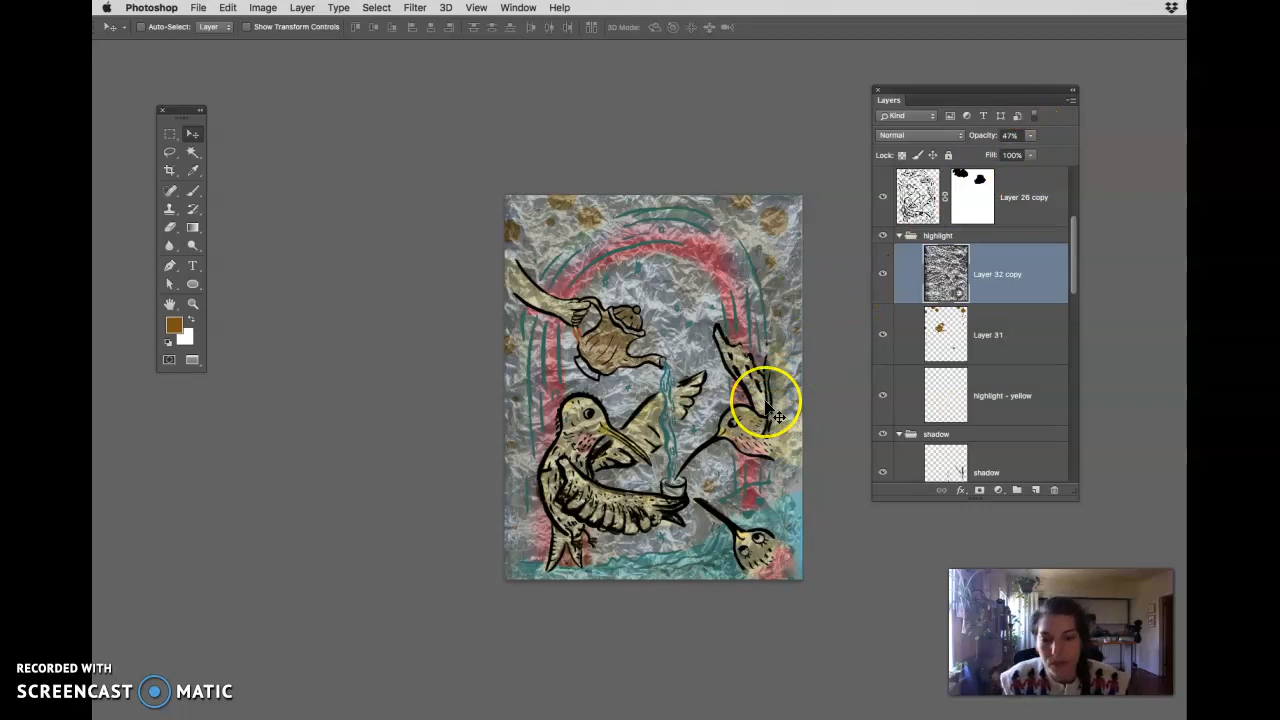 Photoshop File Edit Image Layer Type Select Filter 3D View Window Help
Auto-Select: Layer Show Transform Controls 3D Mode:
Layers
Kind
Normal Opacity: 47%
Lock: Fill: 100%
Layer 26 copy
highlight
Layer 32 copy
Layer 31
highlight - yellow
shadow
shadow
RECORDED WITH
SCREENCAST MATIC